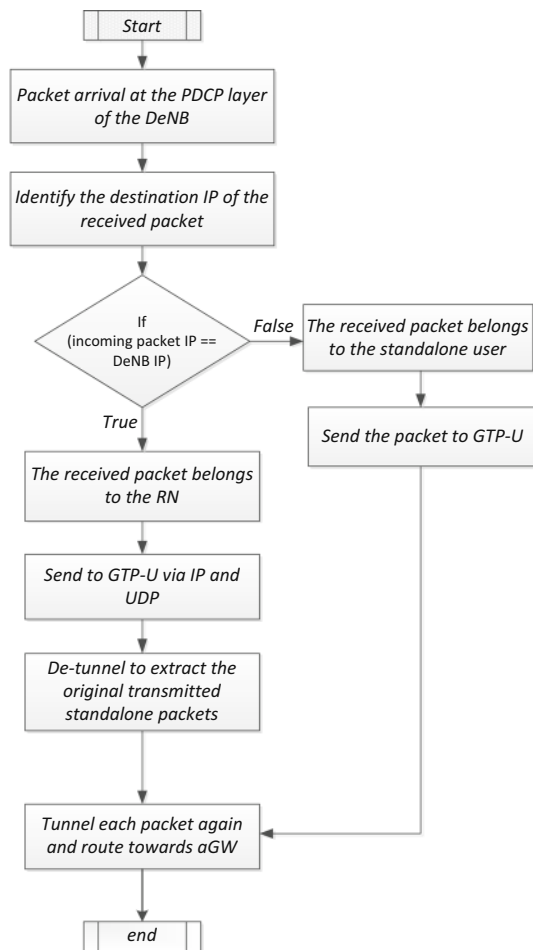 Start
Packet arrival at the PDCP layer
of the DeNB
Identify the destination IP of the
received packet
If
(incoming packet IP ==
DeNB IP)
False
The received packet belongs
to the standalone user
True
Send the packet to GTP-U
The received packet belongs
to the RN
Send to GTP-U via IP and
UDP
De-tunnel to extract the
original transmitted
standalone packets
Tunnel each packet again
and route towards aGW
end